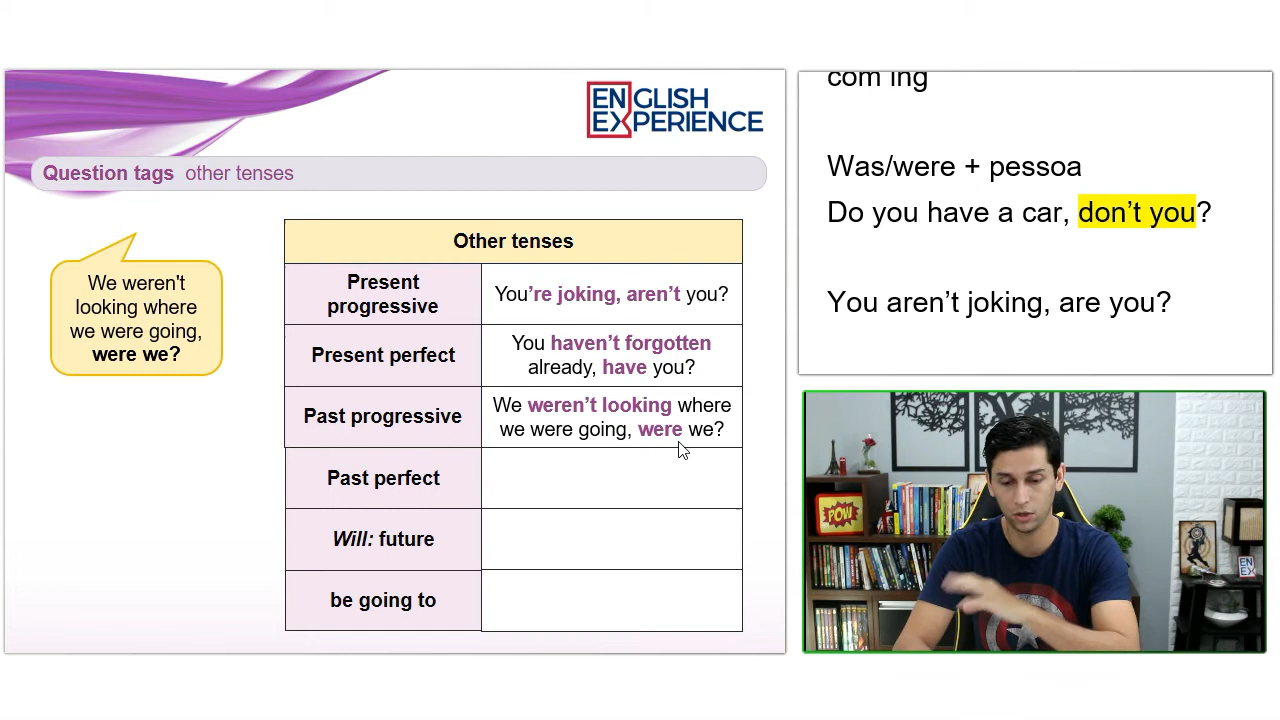 ENGLISH
EXPERIENCE
Question tags other tenses
We weren't
looking where
we were going,
were we?
Other tenses
Present
progressive
You're joking, aren't you?
Present perfect
You haven't forgotten
already, have you?
Past progressive
We weren't looking where
we were going, were we?
Past perfect
Will: future
be going to
com ing
Was/were + pessoa
Do you have a car, don't you?
You aren't joking, are you?
POW
EN
EX